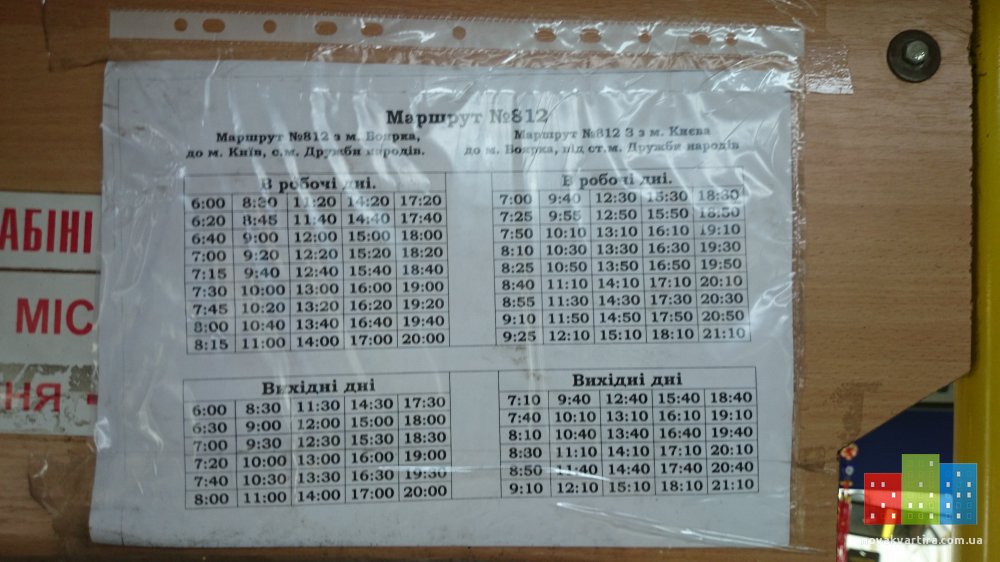 Маршрут №812
Маршрут №812 з м. Боярка,
до м. Київ, с.м. Дружби народів.
В робочі дні.
6:00 8:30 11:20 14:20 17:20
6:20 8:45 11:40 14:40 17:40
6:40 9:00 12:00 15:00 18:00
7:00 9:20 12:20 15:20 18:20
7:15 9:40 12:40 15:40 18:40
7:30 10:00 13:00 16:00 19:00
7:45 10:20 13:20 16:20 19:20
8:00 10:40 13:40 16:40 19:40
8:15 11:00 14:00 17:00 20:00
Маршрут №812 З з м. Києва
до м. Боярка, від ст.м. Дружби народів
В робочі дні.
7:00 9:40 12:30 15:30 18:30
7:25 9:55 12:50 15:50 18:50
7:50 10:10 13:10 16:10 19:10
8:10 10:30 13:30 16:30 19:30
8:25 10:50 13:50 16:50 19:50
8:40 11:10 14:10 17:10 20:10
8:55 11:30 14:30 17:30 20:30
9:10 11:50 14:50 17:50 20:50
9:25 12:10 15:10 18:10 21:10
Вихідні дні
6:00 8:30 11:30 14:30 17:30
6:30 9:00 12:00 15:00 18:00
7:00 9:30 12:30 15:30 18:30
7:20 10:00 13:00 16:00 19:00
7:40 10:30 13:30 16:30 19:30
8:00 11:00 14:00 17:00 20:00
Вихідні дні
7:10 9:40 12:40 15:40 18:40
7:40 10:10 13:10 16:10 19:10
8:10 10:40 13:40 16:40 19:40
8:30 11:10 14:10 17:10 20:10
8:50 11:40 14:40 17:40 20:40
9:10 12:10 15:10 18:10 21:10
АБІНІ
МІС
НЯ -
novakvartira.com.ua